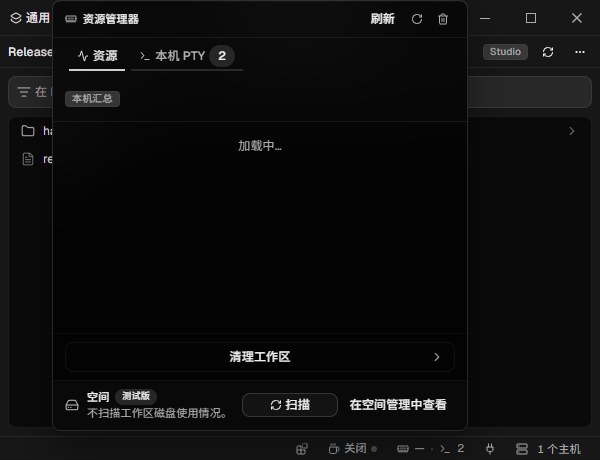 通用
资源管理器
刷新
Release
Studio
资源
本机 PTY
2
本机汇总
在
ha
加载中...
re
清理工作区
空间
测试版
不扫描工作区磁盘使用情况。
扫描
在空间管理中查看
关闭
—
·
2
1 个主机